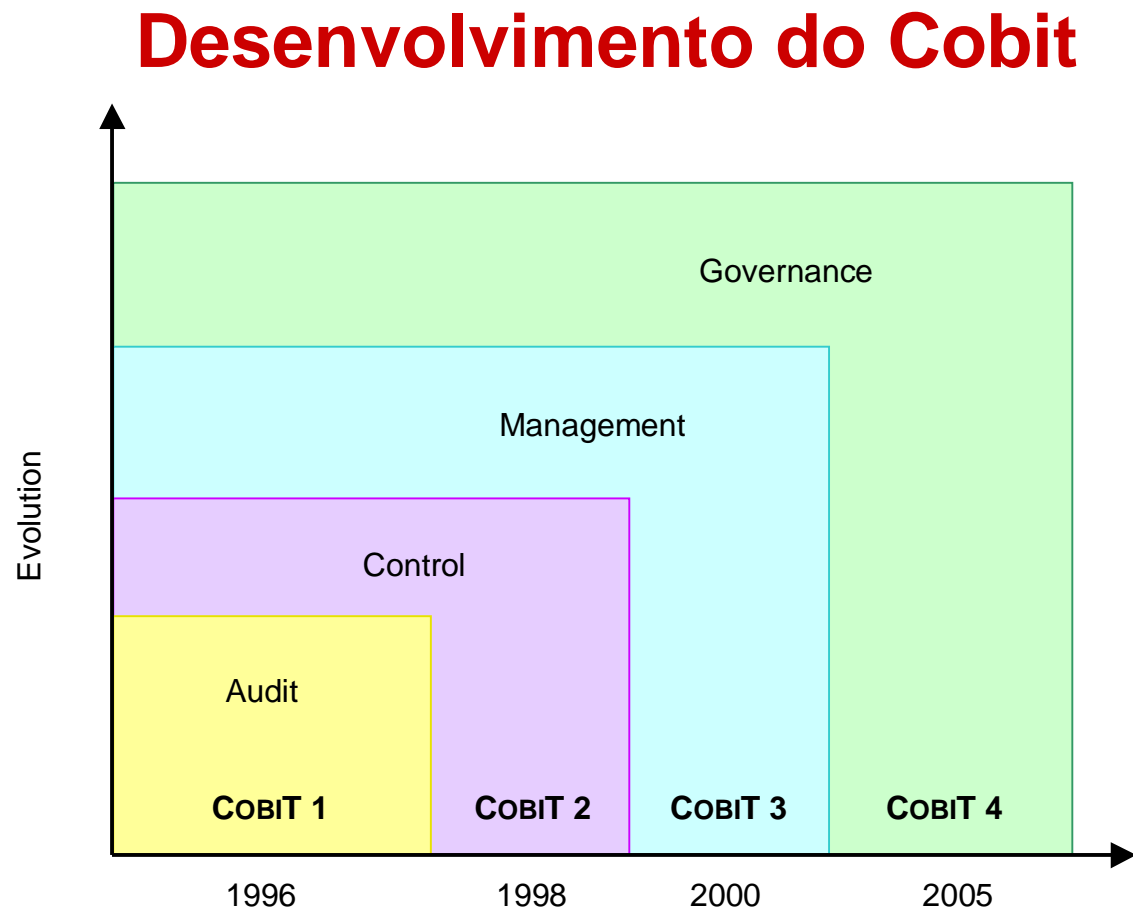 Desenvolvimento do Cobit
Governance
Management
Evolution
Control
Audit
COBIT 1 COBIT 2 COBIT 3 COBIT 4
1996 1998 2000 2005